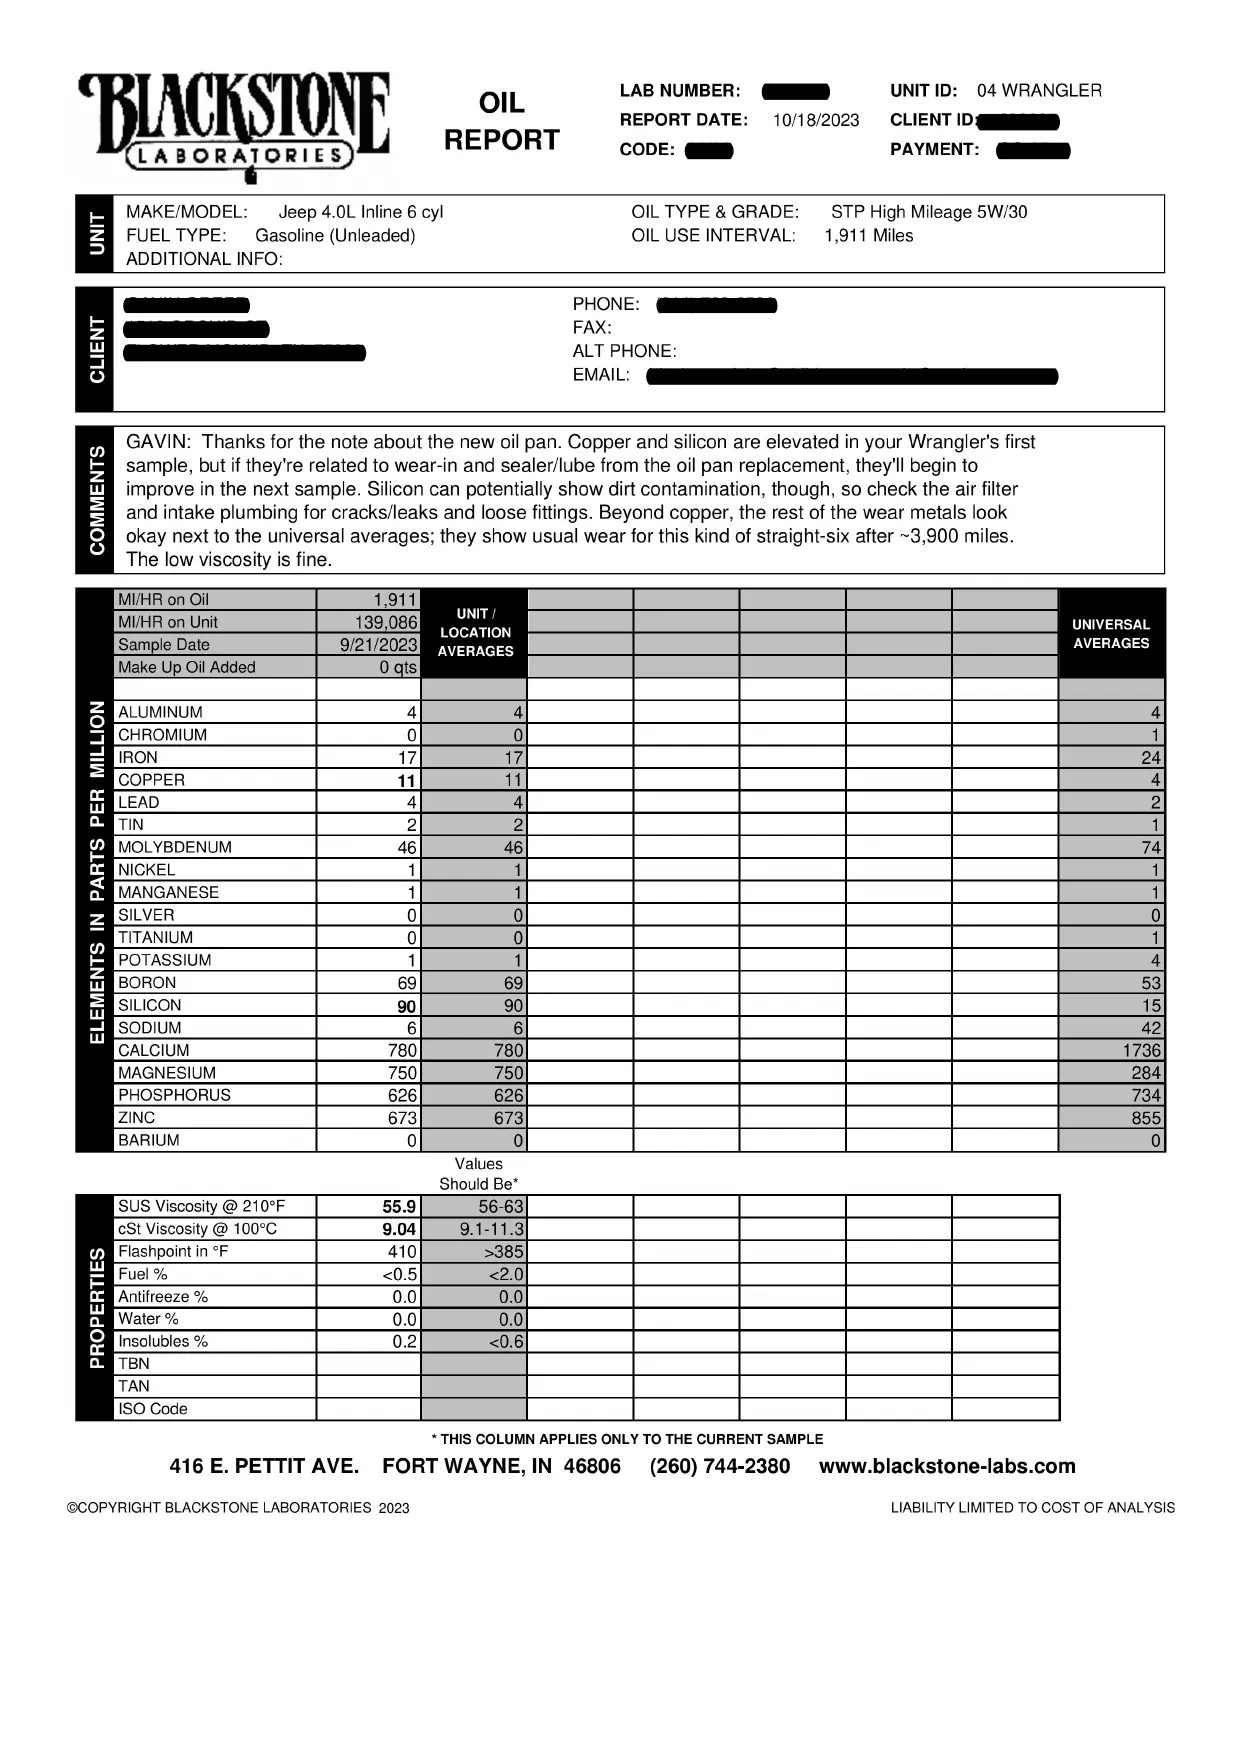 BLACKSTONE
LABORATORIES
OIL
REPORT
LAB NUMBER:
UNIT ID: 04 WRANGLER
REPORT DATE: 10/18/2023
CLIENT ID:
CODE:
PAYMENT:
UNIT
MAKE/MODEL: Jeep 4.0L Inline 6 cyl
OIL TYPE & GRADE: STP High Mileage 5W/30
FUEL TYPE: Gasoline (Unleaded)
OIL USE INTERVAL: 1,911 Miles
ADDITIONAL INFO:
CLIENT
PHONE:
FAX:
ALT PHONE:
EMAIL:
COMMENTS
GAVIN: Thanks for the note about the new oil pan. Copper and silicon are elevated in your Wrangler's first
sample, but if they're related to wear-in and sealer/lube from the oil pan replacement, they'll begin to
improve in the next sample. Silicon can potentially show dirt contamination, though, so check the air filter
and intake plumbing for cracks/leaks and loose fittings. Beyond copper, the rest of the wear metals look
okay next to the universal averages; they show usual wear for this kind of straight-six after ~3,900 miles.
The low viscosity is fine.
MI/HR on Oil 1,911
MI/HR on Unit 139,086
Sample Date 9/21/2023
Make Up Oil Added 0 qts
UNIT /
LOCATION
AVERAGES
UNIVERSAL
AVERAGES
ELEMENTS IN PARTS PER MILLION
ALUMINUM 4 4 4
CHROMIUM 0 0 1
IRON 17 17 24
COPPER 11 11 4
LEAD 4 4 2
TIN 2 2 1
MOLYBDENUM 46 46 74
NICKEL 1 1 1
MANGANESE 1 1 1
SILVER 0 0 0
TITANIUM 0 0 1
POTASSIUM 1 1 4
BORON 69 69 53
SILICON 90 90 15
SODIUM 6 6 42
CALCIUM 780 780 1736
MAGNESIUM 750 750 284
PHOSPHORUS 626 626 734
ZINC 673 673 855
BARIUM 0 0 0
Values
Should Be*
PROPERTIES
SUS Viscosity @ 210°F 55.9 56-63
cSt Viscosity @ 100°C 9.04 9.1-11.3
Flashpoint in °F 410 >385
Fuel % <0.5 <2.0
Antifreeze % 0.0 0.0
Water % 0.0 0.0
Insolubles % 0.2 <0.6
TBN
TAN
ISO Code
* THIS COLUMN APPLIES ONLY TO THE CURRENT SAMPLE
416 E. PETTIT AVE. FORT WAYNE, IN 46806 (260) 744-2380 www.blackstone-labs.com
©COPYRIGHT BLACKSTONE LABORATORIES 2023
LIABILITY LIMITED TO COST OF ANALYSIS